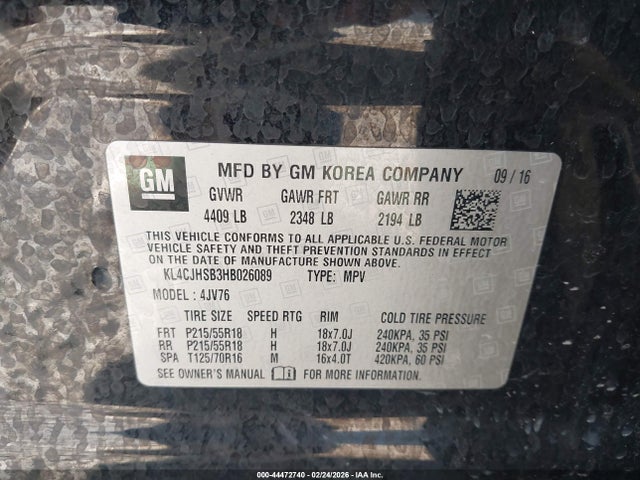 GM
MFD BY GM KOREA COMPANY 09 / 16
GVWR GAWR FRT GAWR RR
4409 LB 2348 LB 2194 LB
THIS VEHICLE CONFORMS TO ALL APPLICABLE U.S. FEDERAL MOTOR
VEHICLE SAFETY AND THEFT PREVENTION STANDARDS IN EFFECT
ON THE DATE OF MANUFACTURE SHOWN ABOVE.
KL4CJHSB3HB026089 TYPE: MPV
MODEL: 4JV76
TIRE SIZE SPEED RTG RIM COLD TIRE PRESSURE
FRT P215/55R18 H 18x7.0J 240KPA, 35 PSI
RR P215/55R18 H 18x7.0J 240KPA, 35 PSI
SPA T125/70R16 M 16x4.0T 420KPA, 60 PSI
SEE OWNER'S MANUAL FOR MORE INFORMATION.
000-44472740 - 02/24/2026 - IAA Inc.